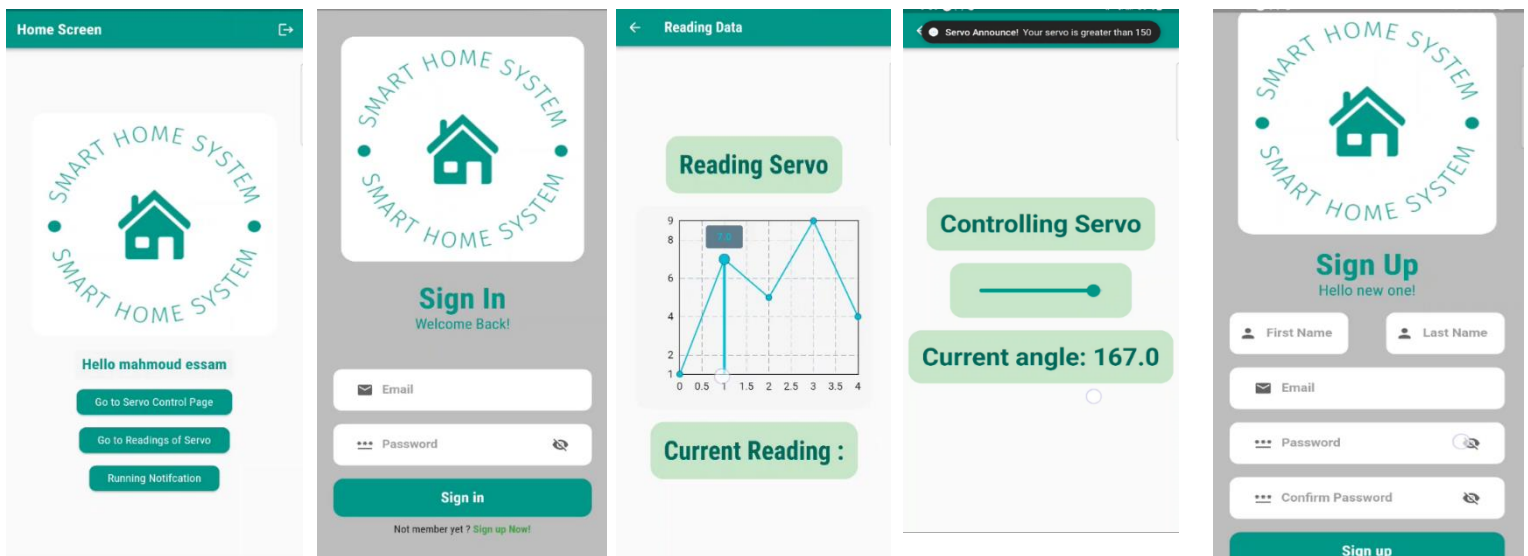 Home Screen
SMART HOME SYSTEM
SMART HOME SYSTEM
Hello mahmoud essam
Go to Servo Control Page
Go to Readings of Servo
Running Notifcation
SMART HOME SYSTEM
SMART HOME SYSTEM
Sign In
Welcome Back!
Email
Password
Sign in
Not member yet ? Sign up Now!
Reading Data
Reading Servo
9
8
6
4
2
1
7.0
0 0.5 1 1.5 2 2.5 3 3.5 4
Current Reading :
Servo Announce! Your servo is greater than 150
Controlling Servo
Current angle: 167.0
SMART HOME SYSTEM
SMART HOME SYSTEM
Sign Up
Hello new one!
First Name
Last Name
Email
Password
Confirm Password
Sign up